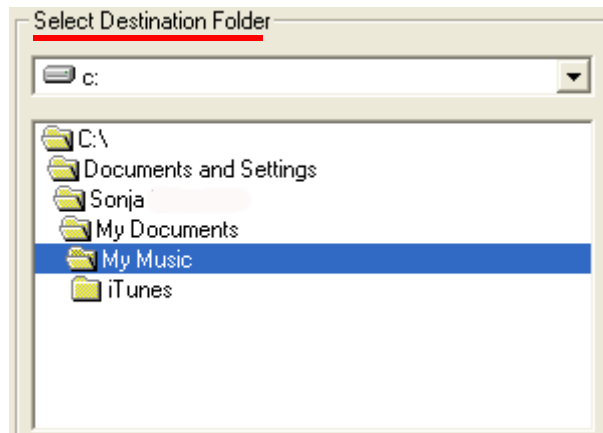 Select Destination Folder
c:
C:\
Documents and Settings
Sonja
My Documents
My Music
iTunes